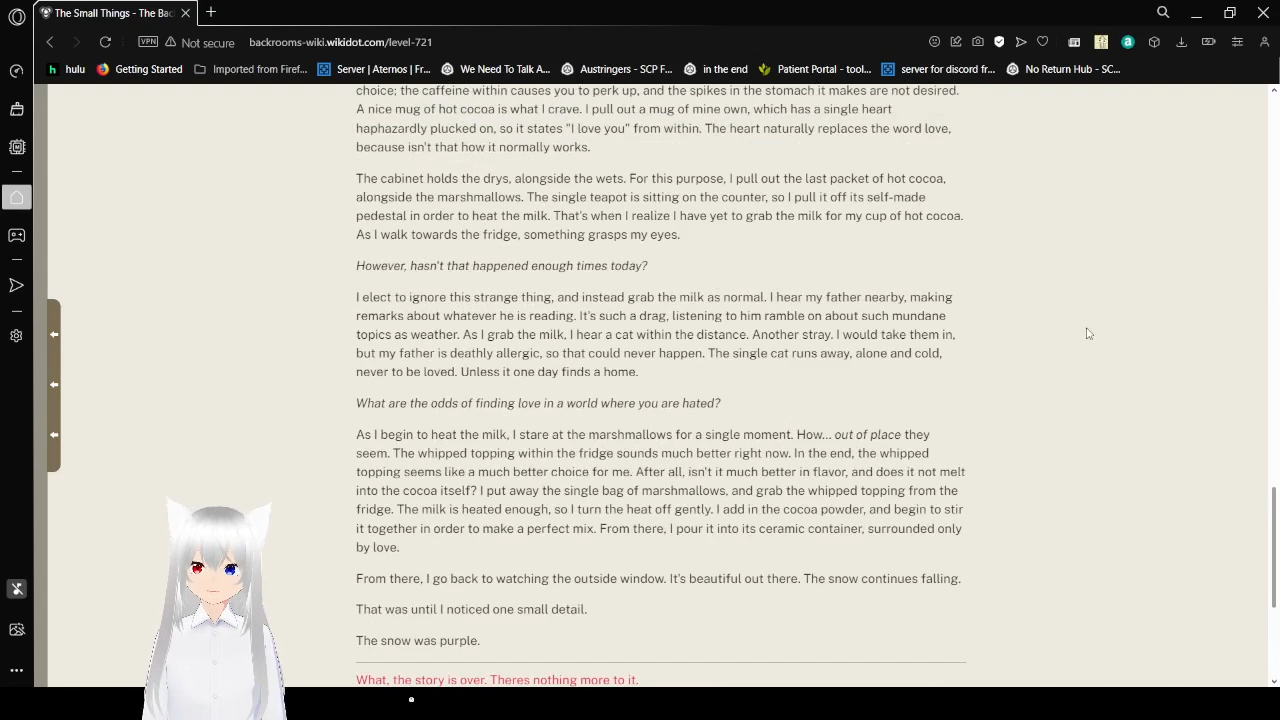 The Small Things - The Bac
VPN
Not secure
backrooms-wiki.wikidot.com/level-721
hulu
Getting Started
Imported from Firef...
Server | Aternos | Fr...
We Need To Talk A...
Austringers - SCP F...
in the end
Patient Portal - tool...
server for discord fr...
No Return Hub - SC...
choice; the caffeine within causes you to perk up, and the spikes in the stomach it makes are not desired.
A nice mug of hot cocoa is what I crave. I pull out a mug of mine own, which has a single heart
haphazardly plucked on, so it states "I love you" from within. The heart naturally replaces the word love,
because isn't that how it normally works.
The cabinet holds the drys, alongside the wets. For this purpose, I pull out the last packet of hot cocoa,
alongside the marshmallows. The single teapot is sitting on the counter, so I pull it off its self-made
pedestal in order to heat the milk. That's when I realize I have yet to grab the milk for my cup of hot cocoa.
As I walk towards the fridge, something grasps my eyes.
However, hasn't that happened enough times today?
I elect to ignore this strange thing, and instead grab the milk as normal. I hear my father nearby, making
remarks about whatever he is reading. It's such a drag, listening to him ramble on about such mundane
topics as weather. As I grab the milk, I hear a cat within the distance. Another stray. I would take them in,
but my father is deathly allergic, so that could never happen. The single cat runs away, alone and cold,
never to be loved. Unless it one day finds a home.
What are the odds of finding love in a world where you are hated?
As I begin to heat the milk, I stare at the marshmallows for a single moment. How... out of place they
seem. The whipped topping within the fridge sounds much better right now. In the end, the whipped
topping seems like a much better choice for me. After all, isn't it much better in flavor, and does it not melt
into the cocoa itself? I put away the single bag of marshmallows, and grab the whipped topping from the
fridge. The milk is heated enough, so I turn the heat off gently. I add in the cocoa powder, and begin to stir
it together in order to make a perfect mix. From there, I pour it into its ceramic container, surrounded only
by love.
From there, I go back to watching the outside window. It's beautiful out there. The snow continues falling.
That was until I noticed one small detail.
The snow was purple.
What, the story is over. Theres nothing more to it.